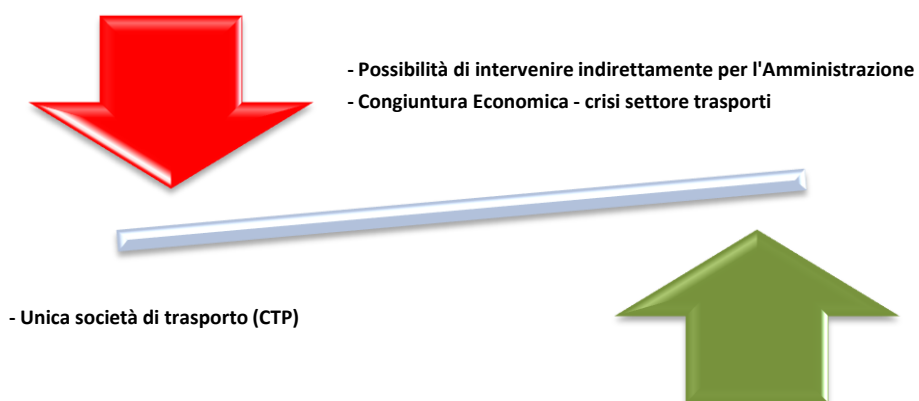 - Possibilità di intervenire indirettamente per l'Amministrazione
- Congiuntura Economica - crisi settore trasporti
- Unica società di trasporto (CTP)